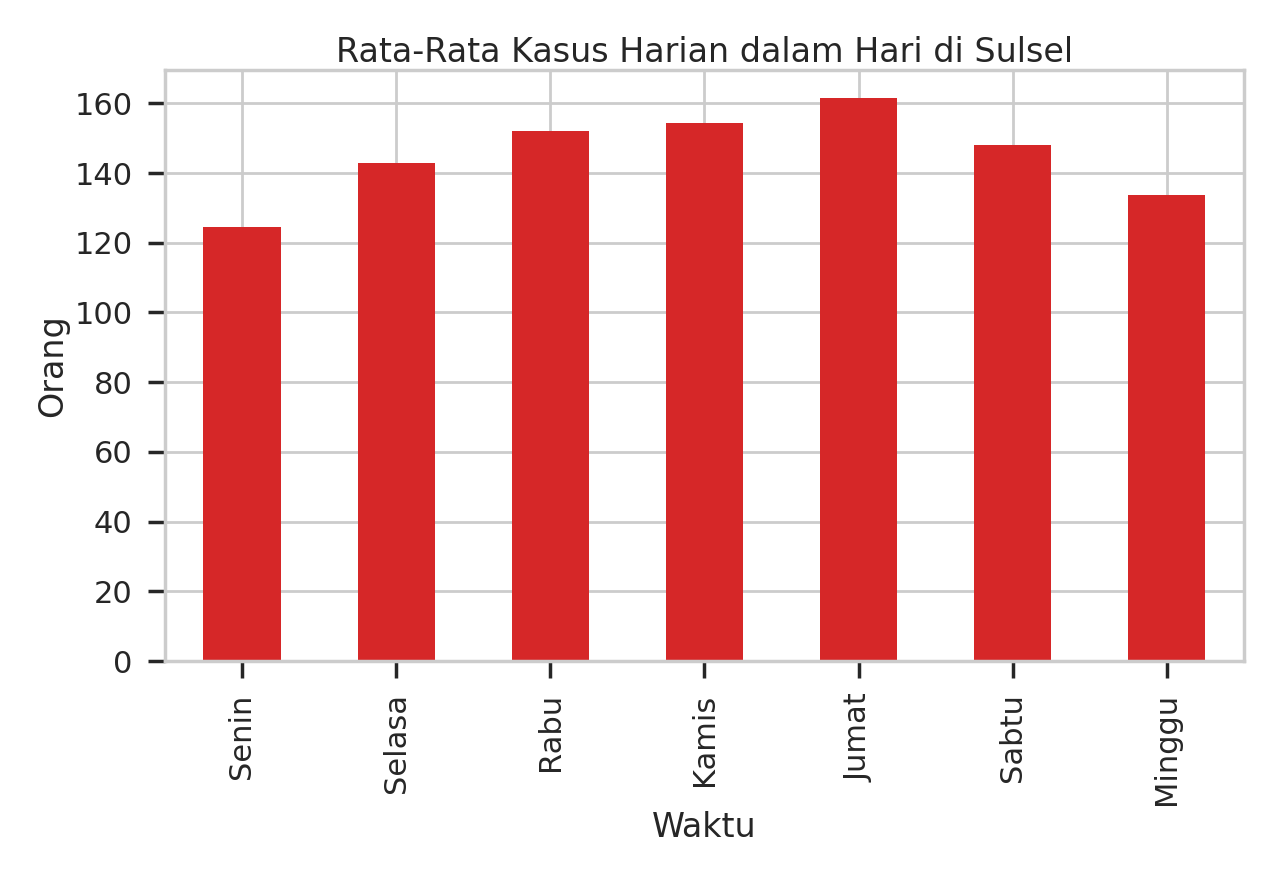 Rata-Rata Kasus Harian dalam Hari di Sulsel
Orang
160
140
120
100
80
60
40
20
0
Senin
Selasa
Rabu
Kamis
Jumat
Sabtu
Minggu
Waktu